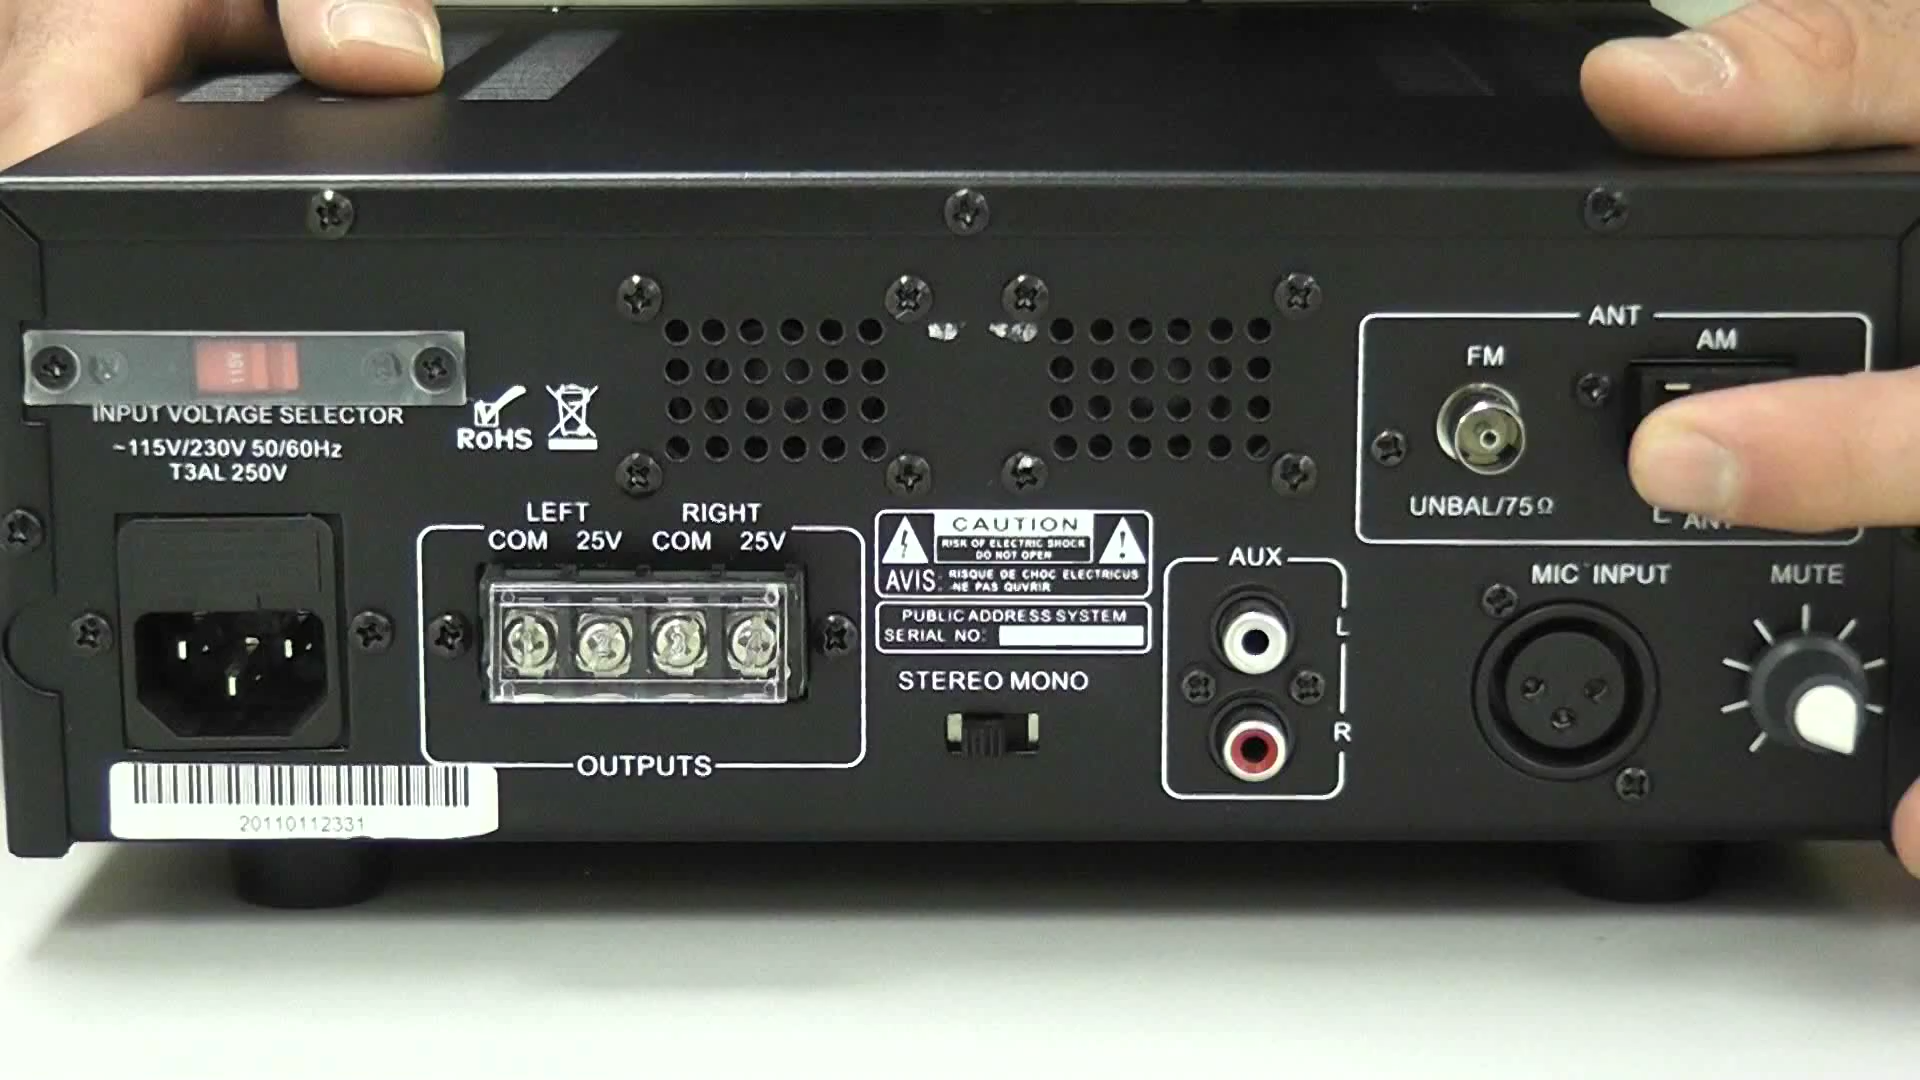 115V
INPUT VOLTAGE SELECTOR
~115V/230V 50/60Hz
T3AL 250V
RoHS
LEFT RIGHT
COM 25V COM 25V
OUTPUTS
20110112331
CAUTION
RISK OF ELECTRIC SHOCK
DO NOT OPEN
AVIS: RISQUE DE CHOC ELECTRICUS
NE PAS OUVRIR
PUBLIC ADDRESS SYSTEM
SERIAL NO:
STEREO MONO
AUX
L
R
ANT
FM
AM
UNBAL/75Ω
ANT
MIC INPUT
MUTE